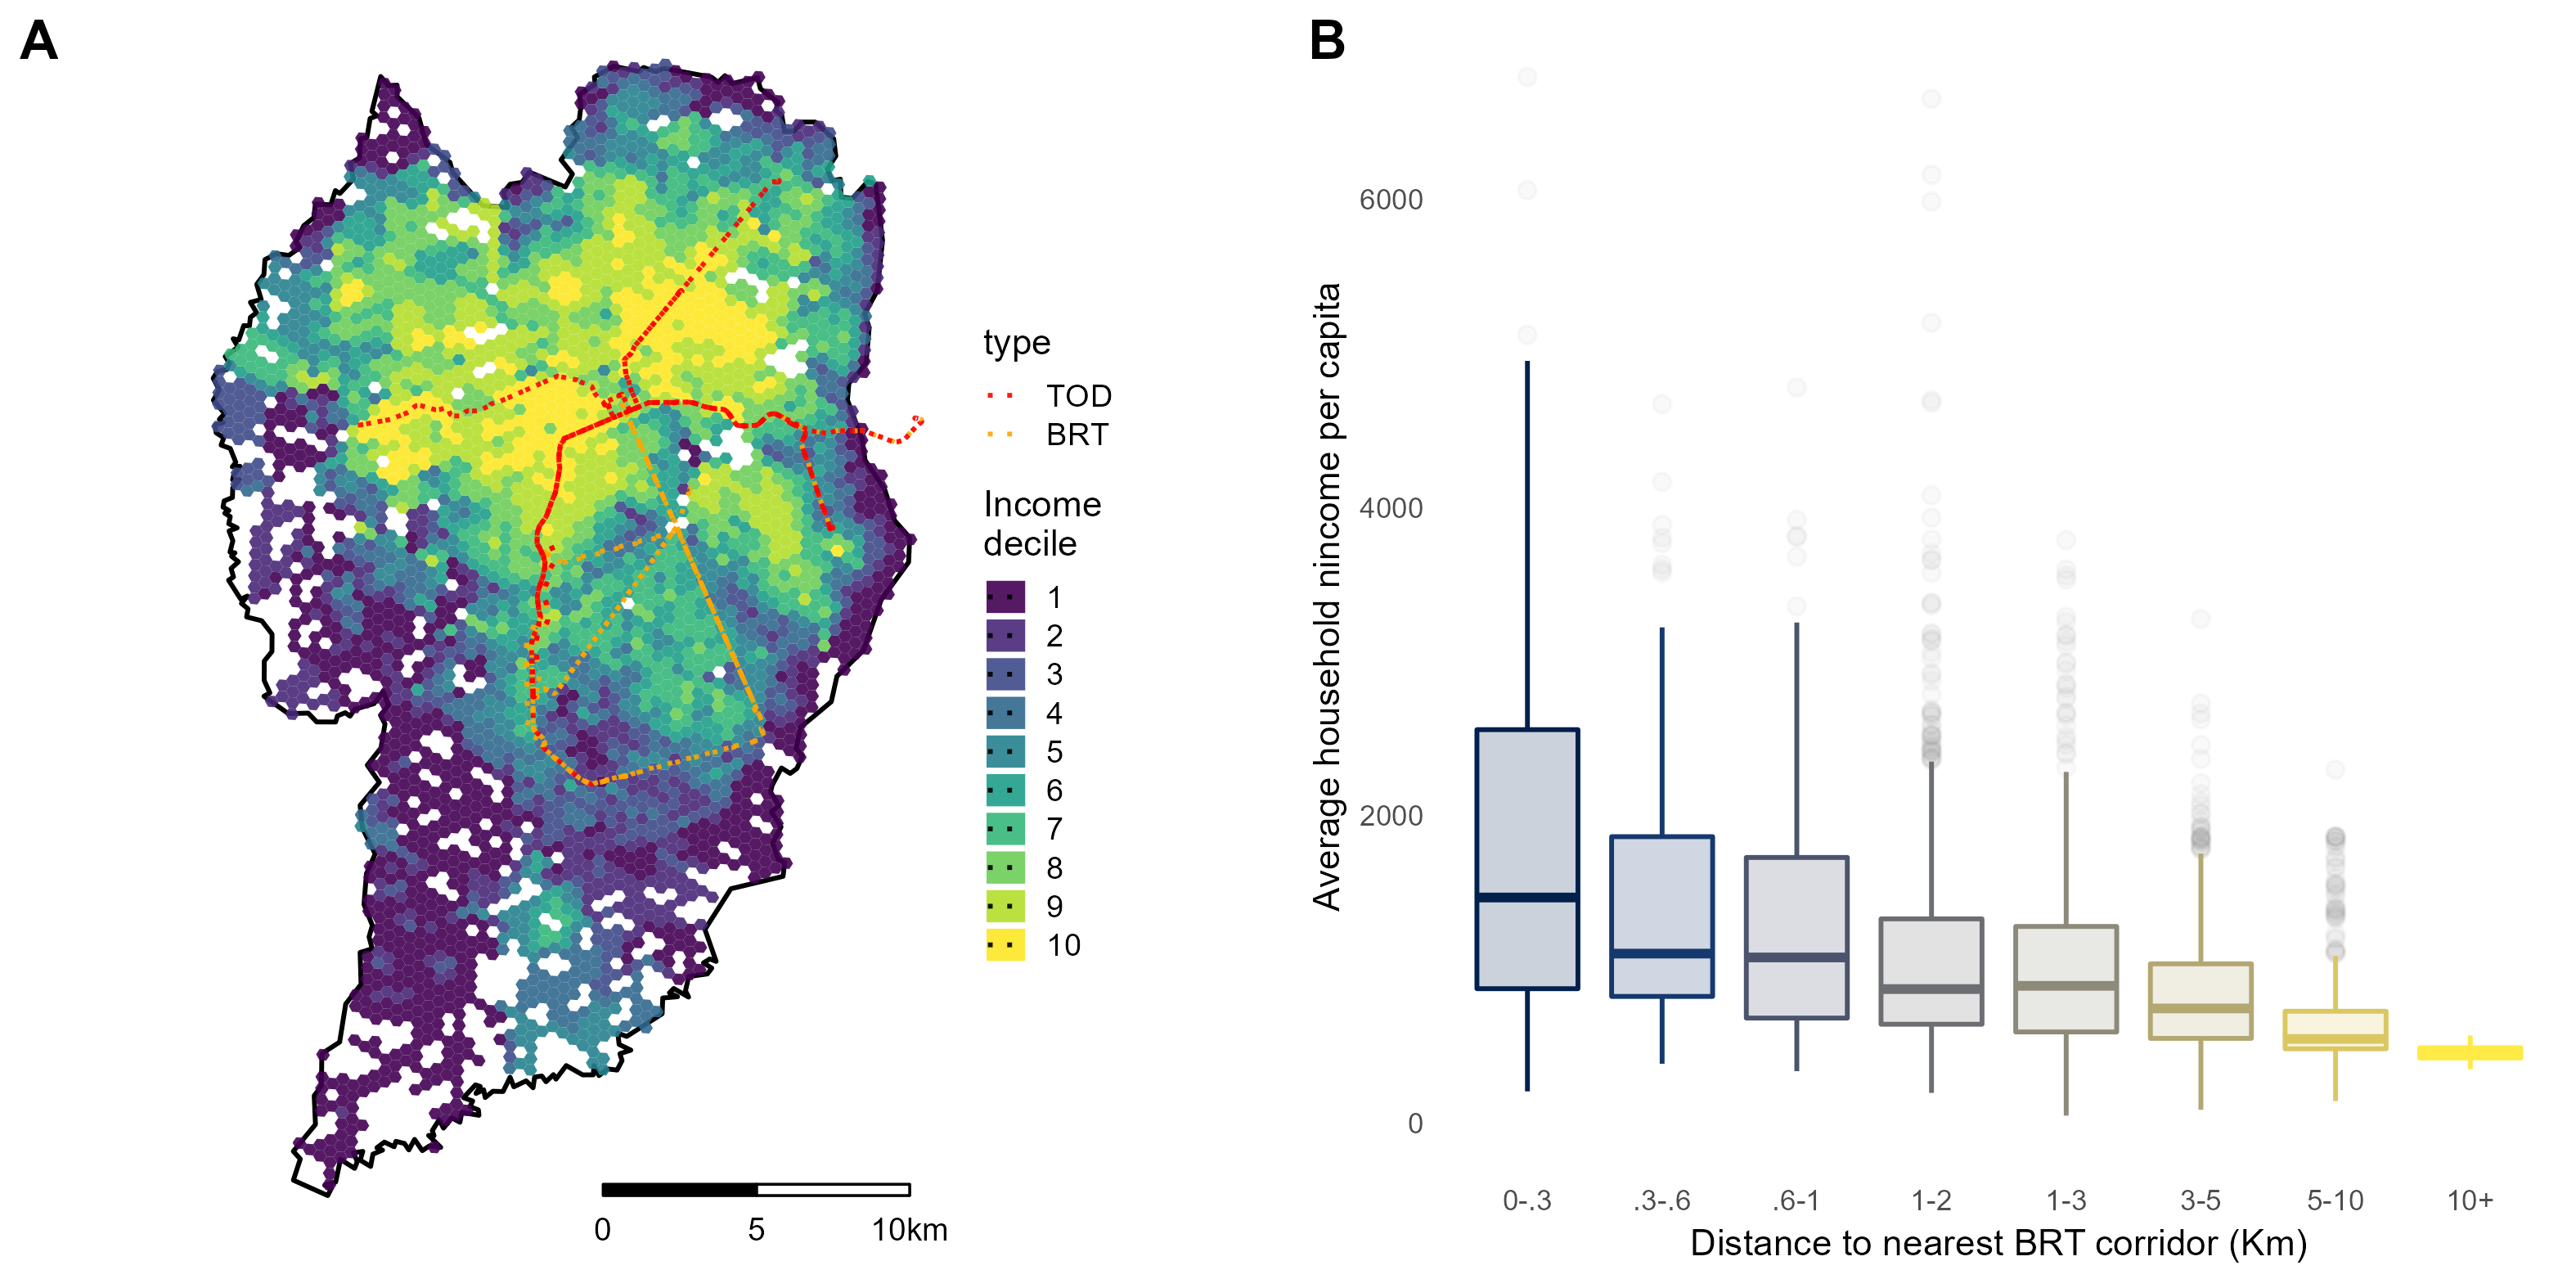 A
type
TOD
BRT
Income
decile
1
2
3
4
5
6
7
8
9
10
0
5
10km
B
Average household nincome per capita
6000
4000
2000
0
0-.3
.3-.6
.6-1
1-2
1-3
3-5
5-10
10+
Distance to nearest BRT corridor (Km)